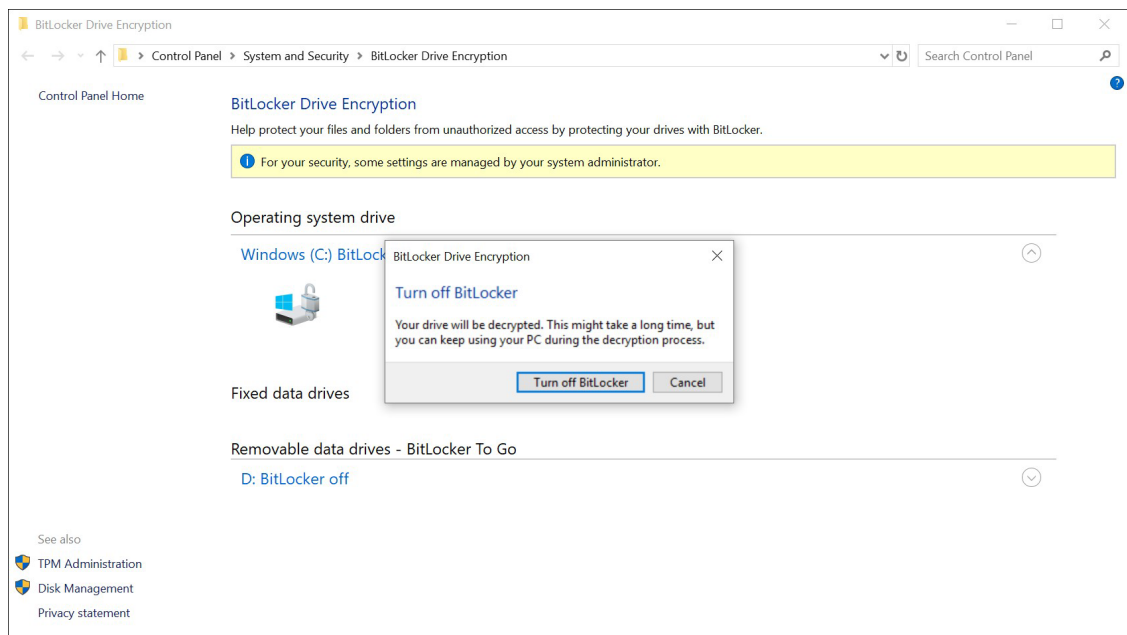 BitLocker Drive Encryption
Control Panel > System and Security > BitLocker Drive Encryption
Search Control Panel
?
Control Panel Home
BitLocker Drive Encryption
Help protect your files and folders from unauthorized access by protecting your drives with BitLocker.
For your security, some settings are managed by your system administrator.
Operating system drive
Windows (C:) BitLock
BitLocker Drive Encryption
Turn off BitLocker
Your drive will be decrypted. This might take a long time, but
you can keep using your PC during the decryption process.
Turn off BitLocker Cancel
Fixed data drives
Removable data drives - BitLocker To Go
D: BitLocker off
See also
TPM Administration
Disk Management
Privacy statement